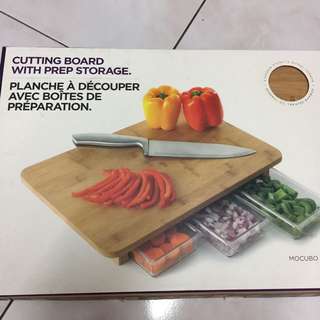 CUTTING BOARD
WITH PREP STORAGE.
PLANCHE À DÉCOUPER
AVEC BOÎTES DE
PRÉPARATION.
MOCUBO